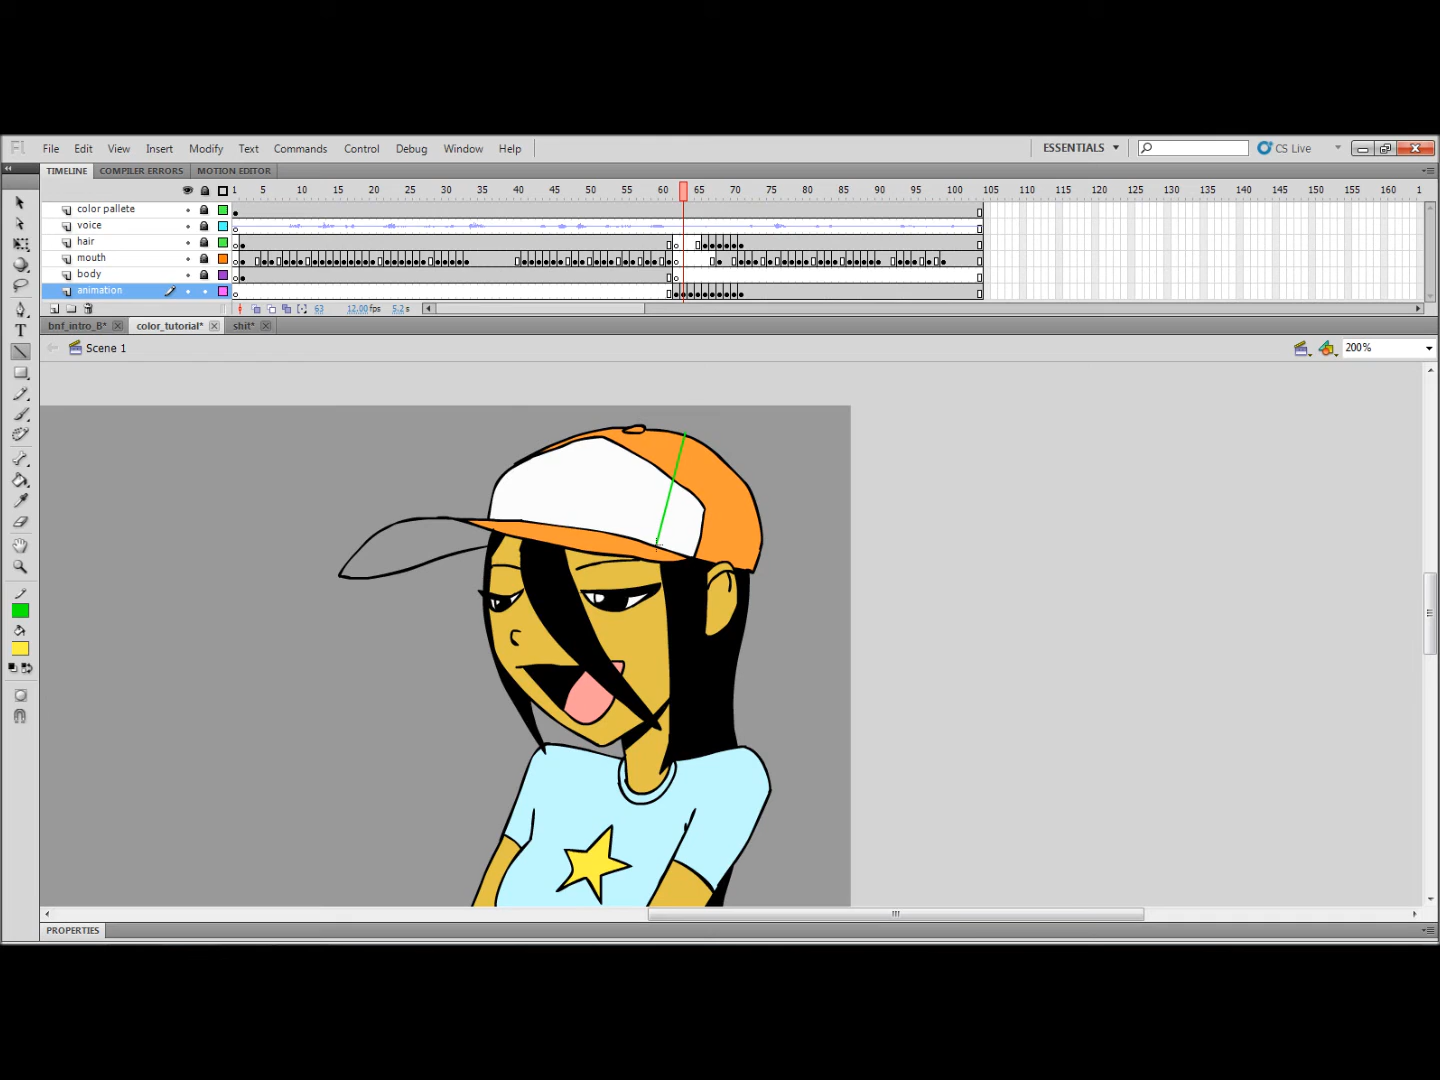 Fl File Edit View Insert Modify Text Commands Control Debug Window Help ESSENTIALS CS Live
TIMELINE COMPILER ERRORS MOTION EDITOR
1 5 10 15 20 25 30 35 40 45 50 55 60 65 70 75 80 85 90 95 100 105 110 115 120 125 130 135 140 145 150 155 160 1
color pallete
voice
hair
mouth
body
animation
63 12.00 fps 5.2 s
bnf_intro_B* color_tutorial* shit*
Scene 1 200%
T
PROPERTIES